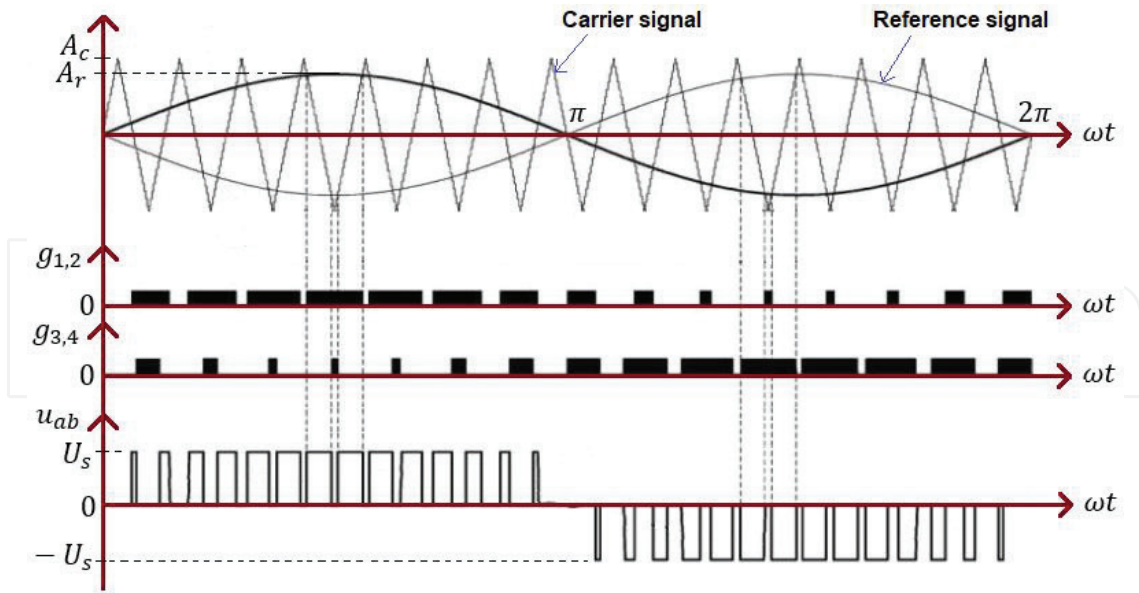 Carrier signal
Reference signal
A_c
A_r
π
2π
ωt
g_{1,2}
0
ωt
g_{3,4}
0
ωt
u_{ab}
U_s
0
ωt
− U_s